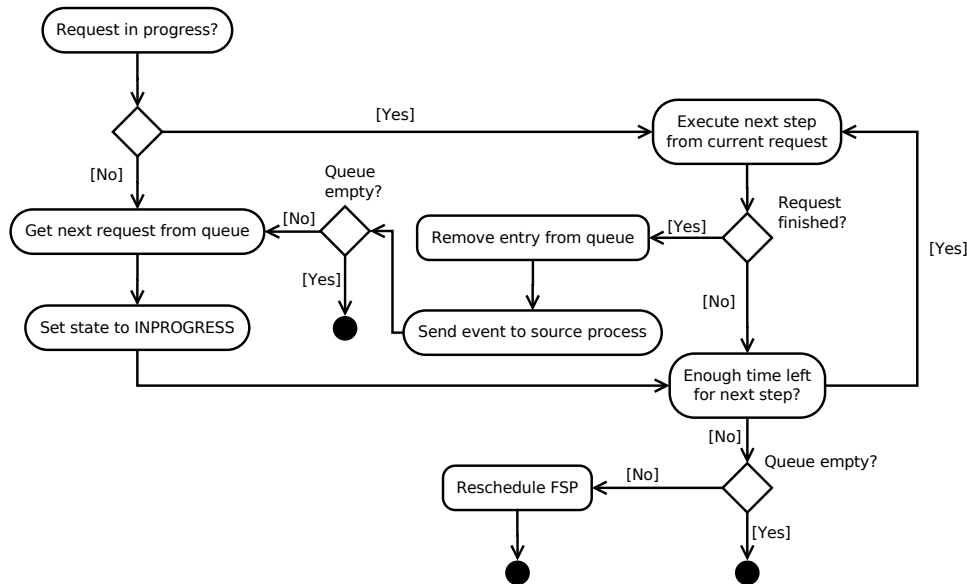 Request in progress?
[Yes]
Execute next step
from current request
[No]
Queue
empty?
Request
finished?
Get next request from queue
[No]
Remove entry from queue
[Yes]
[Yes]
[Yes]
[No]
Set state to INPROGRESS
Send event to source process
Enough time left
for next step?
[No]
Queue empty?
[No]
Reschedule FSP
[Yes]